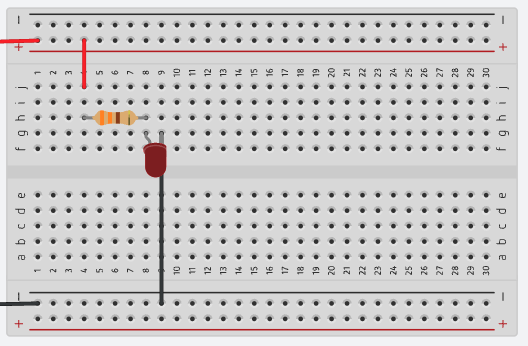 − −
+ +
1 2 3 5 6 7 8 9 10 11 12 13 14 15 16 17 18 19 20 21 22 23 24 25 26 27 28 29 30
j j
i i
h h
g g
f f
e e
d d
c c
b b
a a
1 2 3 4 5 6 7 8 10 11 12 13 14 15 16 17 18 19 20 21 22 23 24 25 26 27 28 29 30
− −
+ +